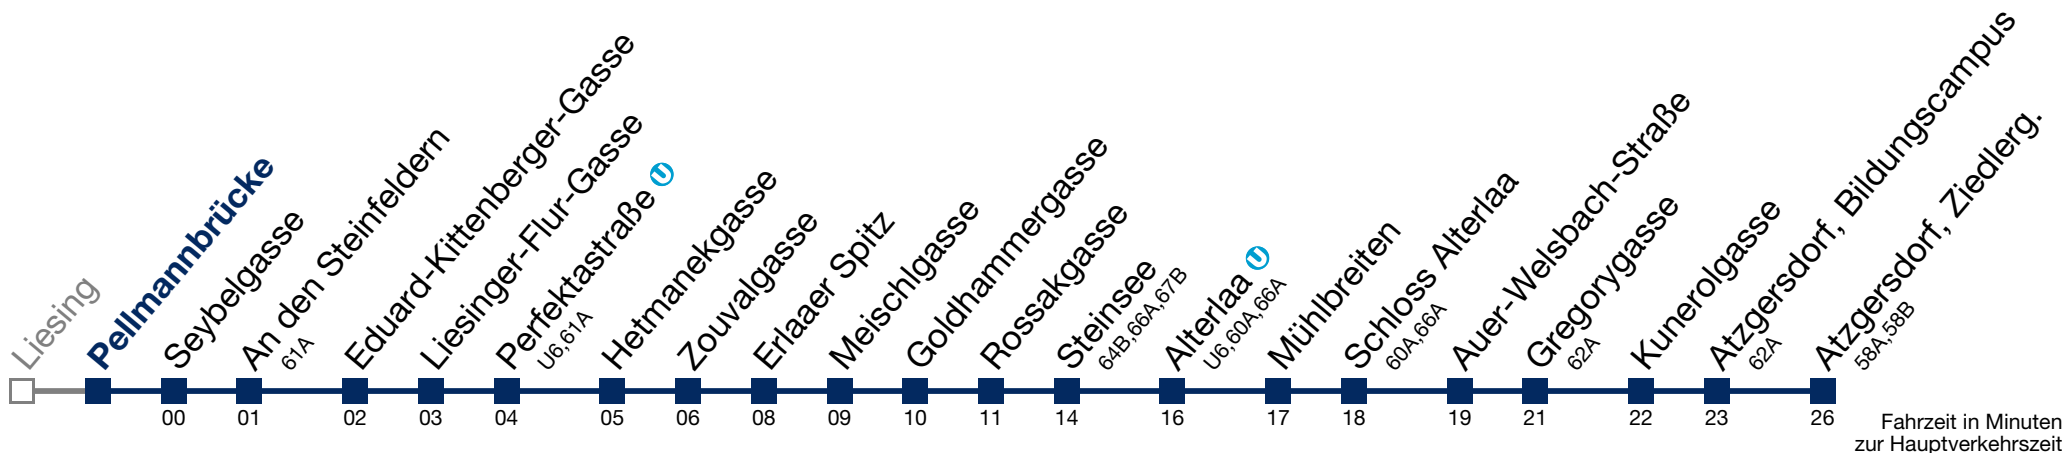 Liesing
Pellmannbrücke
Seybelgasse
00
An den Steinfeldern
61A
01
Eduard-Kittenberger-Gasse
02
Liesinger-Flur-Gasse
03
Perfektastraße U
U6,61A
04
Hetmanekgasse
05
Zouvalgasse
06
Erlaaer Spitz
08
Meischlgasse
09
Goldhammergasse
10
Rossakgasse
11
Steinsee
64B,66A,67B
14
Alterlaa U
U6,60A,66A
16
Mühlbreiten
17
Schloss Alterlaa
60A,66A
18
Auer-Welsbach-Straße
19
Gregorygasse
62A
21
Kunerolgasse
22
Atzgersdorf, Bildungscampus
62A
23
Atzgersdorf, Ziedlerg.
58A,58B
26
Fahrzeit in Minuten
zur Hauptverkehrszeit